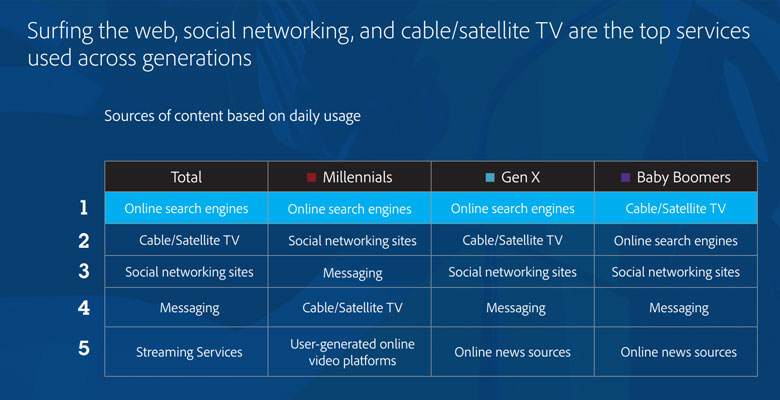 Surfing the web, social networking, and cable/satellite TV are the top services
used across generations
Sources of content based on daily usage
Total Millennials Gen X Baby Boomers
1 Online search engines Online search engines Online search engines Cable/Satellite TV
2 Cable/Satellite TV Social networking sites Cable/Satellite TV Online search engines
3 Social networking sites Messaging Social networking sites Social networking sites
4 Messaging Cable/Satellite TV Messaging Messaging
5 Streaming Services User-generated online video platforms Online news sources Online news sources